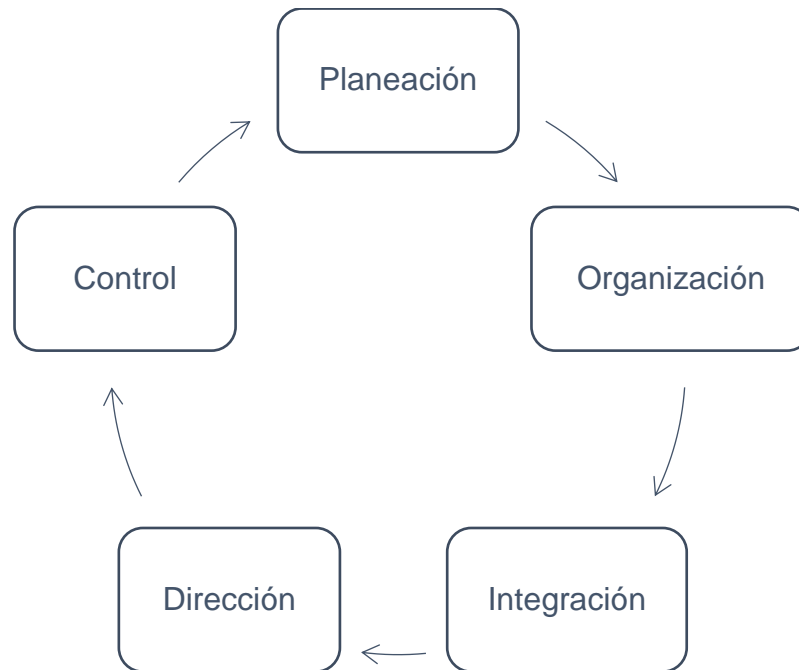 Planeación
Organización
Integración
Dirección
Control